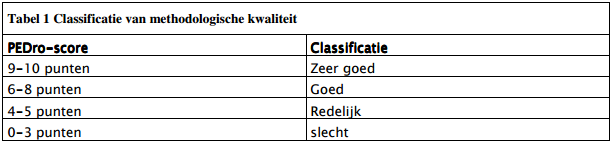 Tabel 1 Classificatie van methodologische kwaliteit
PEDro-score Classificatie
9-10 punten Zeer goed
6-8 punten Goed
4-5 punten Redelijk
0-3 punten slecht